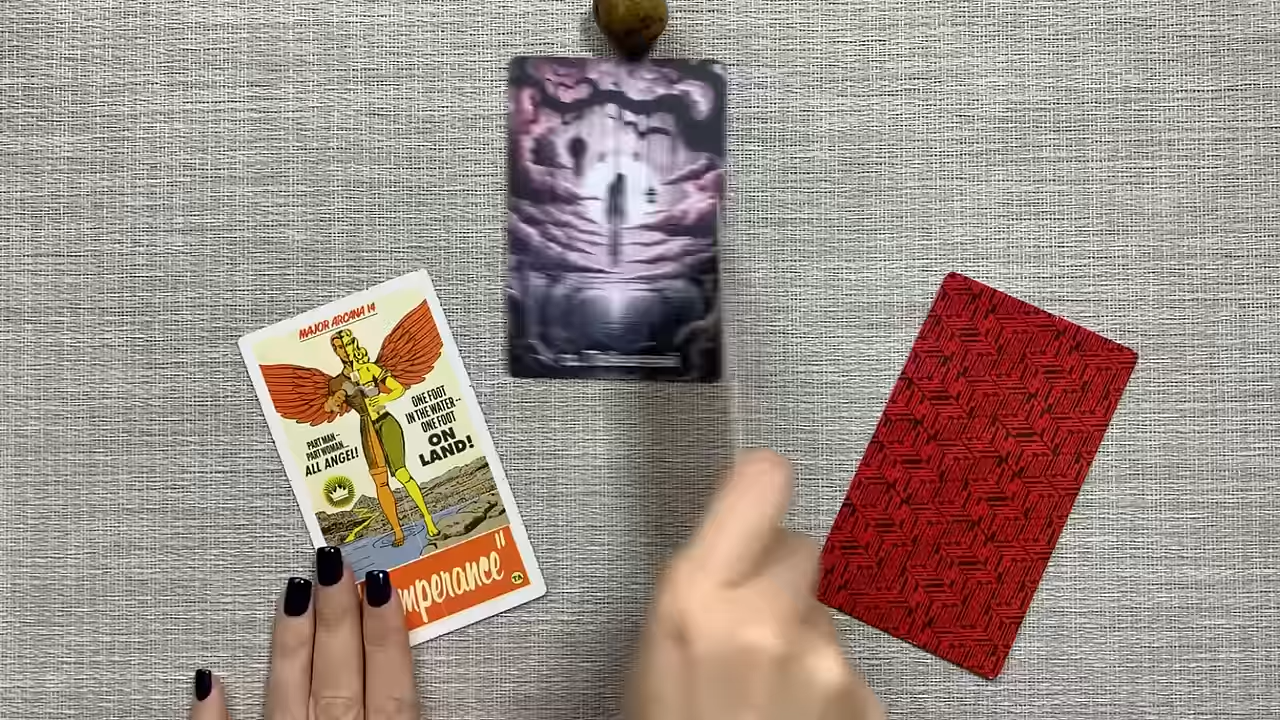 MAJOR ARCANA 14
ONE FOOT
IN THE WATER--
ONE FOOT
ON
LAND!
PART MAN--
PART WOMAN...
ALL ANGEL!
mperance"